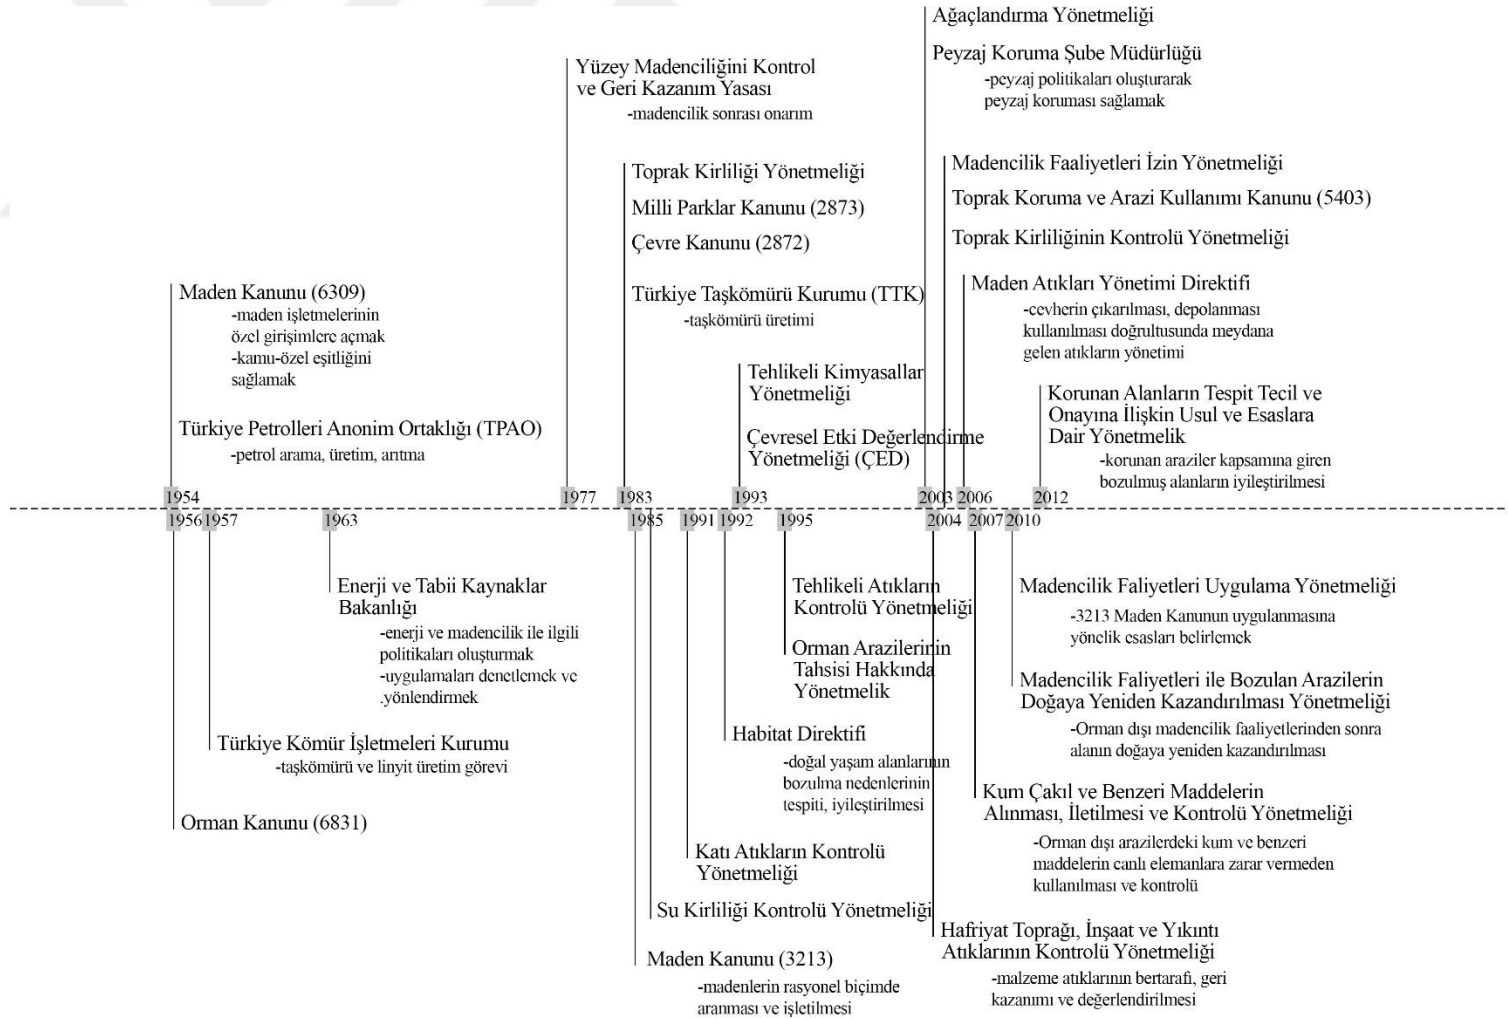 Ağaçlandırma Yönetmeliği
Peyzaj Koruma Şube Müdürlüğü
-peyzaj politikaları oluşturarak
peyzaj koruması sağlamak
Yüzey Madenciliğini Kontrol
ve Geri Kazanım Yasası
-madencilik sonrası onarım
Toprak Kirliliği Yönetmeliği
Milli Parklar Kanunu (2873)
Çevre Kanunu (2872)
Türkiye Taşkömürü Kurumu (TTK)
-taşkömürü üretimi
Madencilik Faaliyetleri İzin Yönetmeliği
Toprak Koruma ve Arazi Kullanımı Kanunu (5403)
Toprak Kirliliğinin Kontrolü Yönetmeliği
Maden Atıkları Yönetimi Direktifi
-cevherin çıkarılması, depolanması
kullanılması doğrultusunda meydana
gelen atıkların yönetimi
Maden Kanunu (6309)
-maden işletmelerinin
özel girişimlere açmak
-kamu-özel eşitliğini
sağlamak
Türkiye Petrolleri Anonim Ortaklığı (TPAO)
-petrol arama, üretim, arıtma
Tehlikeli Kimyasallar
Yönetmeliği
Çevresel Etki Değerlendirme
Yönetmeliği (ÇED)
Korunan Alanların Tespit Tecil ve
Onayına İlişkin Usul ve Esaslara
Dair Yönetmelik
-korunan araziler kapsamına giren
bozulmuş alanların iyileştirilmesi
1954
1977
1983
1993
2003
2006
2012
1956
1957
1963
1985
1991
1992
1995
2004
2007
2010
Enerji ve Tabii Kaynaklar
Bakanlığı
-enerji ve madencilik ile ilgili
politikaları oluşturmak
-uygulamaları denetlemek ve
.yönlendirmek
Türkiye Kömür İşletmeleri Kurumu
-taşkömürü ve linyit üretim görevi
Orman Kanunu (6831)
Tehlikeli Atıkların
Kontrolü Yönetmeliği
Orman Arazilerinin
Tahsisi Hakkında
Yönetmelik
Habitat Direktifi
-doğal yaşam alanlarının
bozulma nedenlerinin
tespiti, iyileştirilmesi
Katı Atıkların Kontrolü
Yönetmeliği
Su Kirliliği Kontrolü Yönetmeliği
Maden Kanunu (3213)
-madenlerin rasyonel biçimde
aranması ve işletilmesi
Madencilik Faliyetleri Uygulama Yönetmeliği
-3213 Maden Kanunun uygulanmasına
yönelik esasları belirlemek
Madencilik Faliyetleri ile Bozulan Arazilerin
Doğaya Yeniden Kazandırılması Yönetmeliği
-Orman dışı madencilik faaliyetlerinden sonra
alanın doğaya yeniden kazandırılması
Kum Çakıl ve Benzeri Maddelerin
Alınması, İletilmesi ve Kontrolü Yönetmeliği
-Orman dışı arazilerdeki kum ve benzeri
maddelerin canlı elemanlara zarar vermeden
kullanılması ve kontrolü
Hafriyat Toprağı, İnşaat ve Yıkıntı
Atıklarının Kontrolü Yönetmeliği
-malzeme atıklarının bertarafı, geri
kazanımı ve değerlendirilmesi